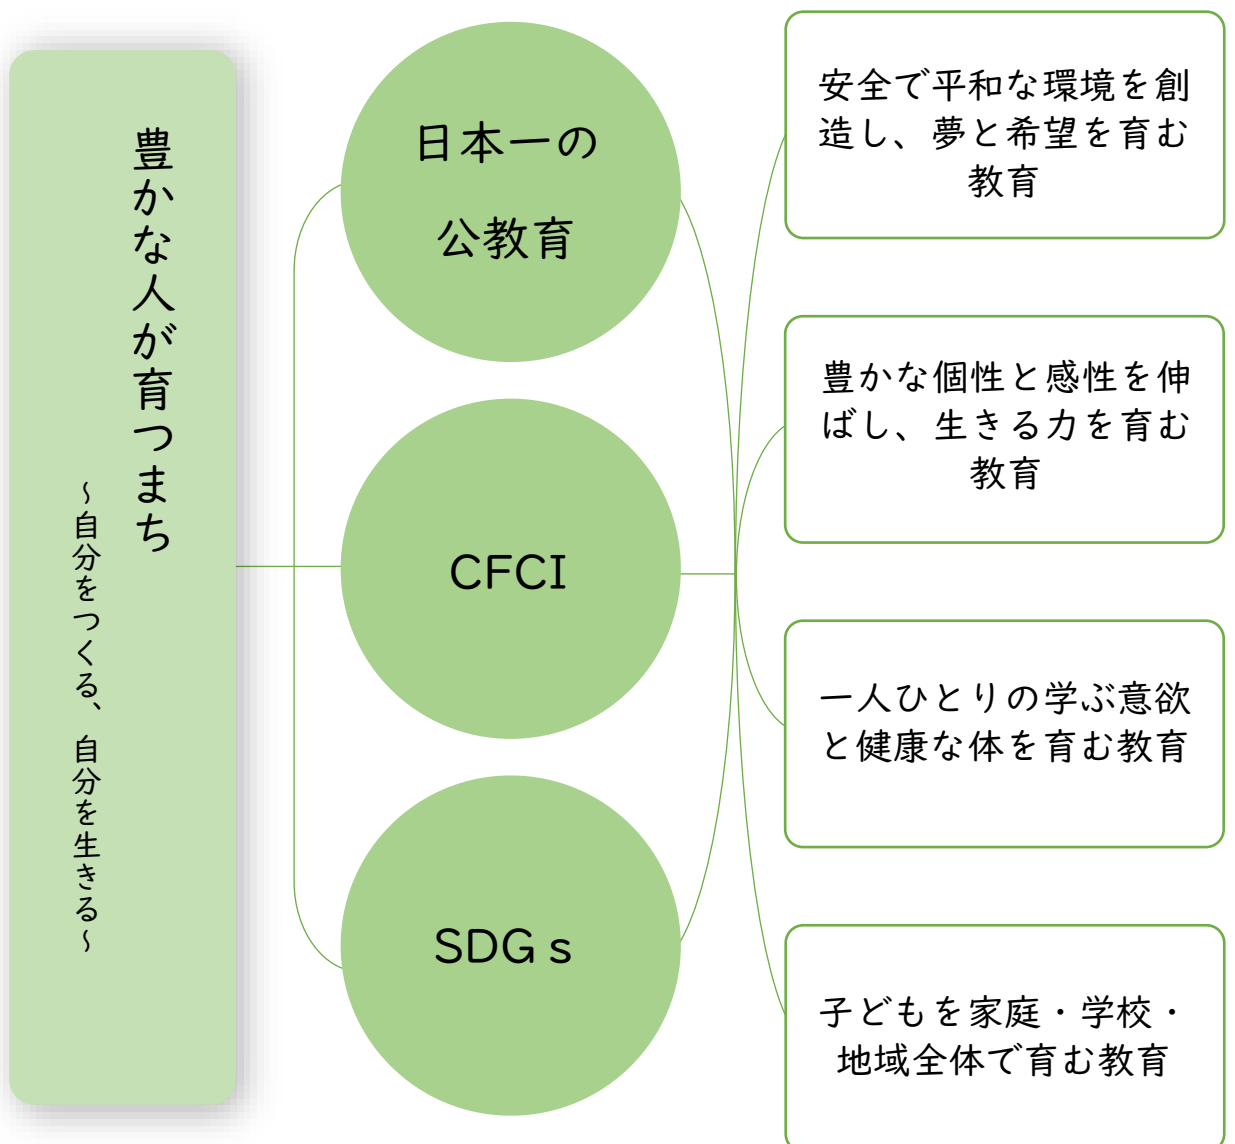 豊かな人が育つまち
～自分をつくる、自分を生きる～
日本一の
公教育
CFCI
SDGｓ
安全で平和な環境を創
造し、夢と希望を育む
教育
豊かな個性と感性を伸
ばし、生きる力を育む
教育
一人ひとりの学ぶ意欲
と健康な体を育む教育
子どもを家庭・学校・
地域全体で育む教育